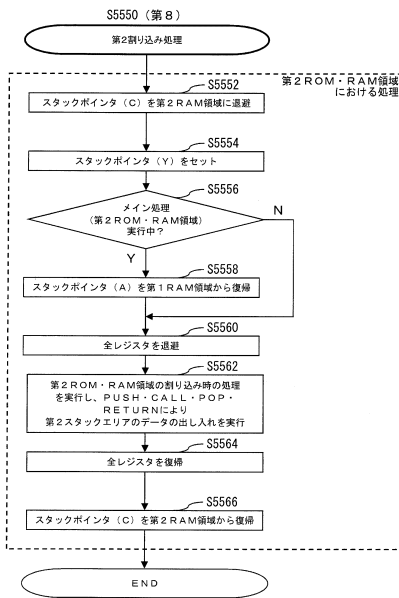 S5550（第８）
第２割り込み処理
第２ＲＯＭ・ＲＡＭ領域
における処理
S5552
スタックポインタ（Ｃ）を第２ＲＡＭ領域に退避
S5554
スタックポインタ（Ｙ）をセット
S5556
メイン処理
（第２ＲＯＭ・ＲＡＭ領域）
実行中？
N
Y
S5558
スタックポインタ（Ａ）を第１ＲＡＭ領域から復帰
S5560
全レジスタを退避
S5562
第２ＲＯＭ・ＲＡＭ領域の割り込み時の処理
を実行し、ＰＵＳＨ・ＣＡＬＬ・ＰＯＰ・
ＲＥＴＵＲＮにより
第２スタックエリアのデータの出し入れを実行
S5564
全レジスタを復帰
S5566
スタックポインタ（Ｃ）を第２ＲＡＭ領域から復帰
ＥＮＤ